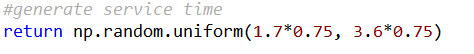 #generate service time
return np.random.uniform(1.7*0.75, 3.6*0.75)